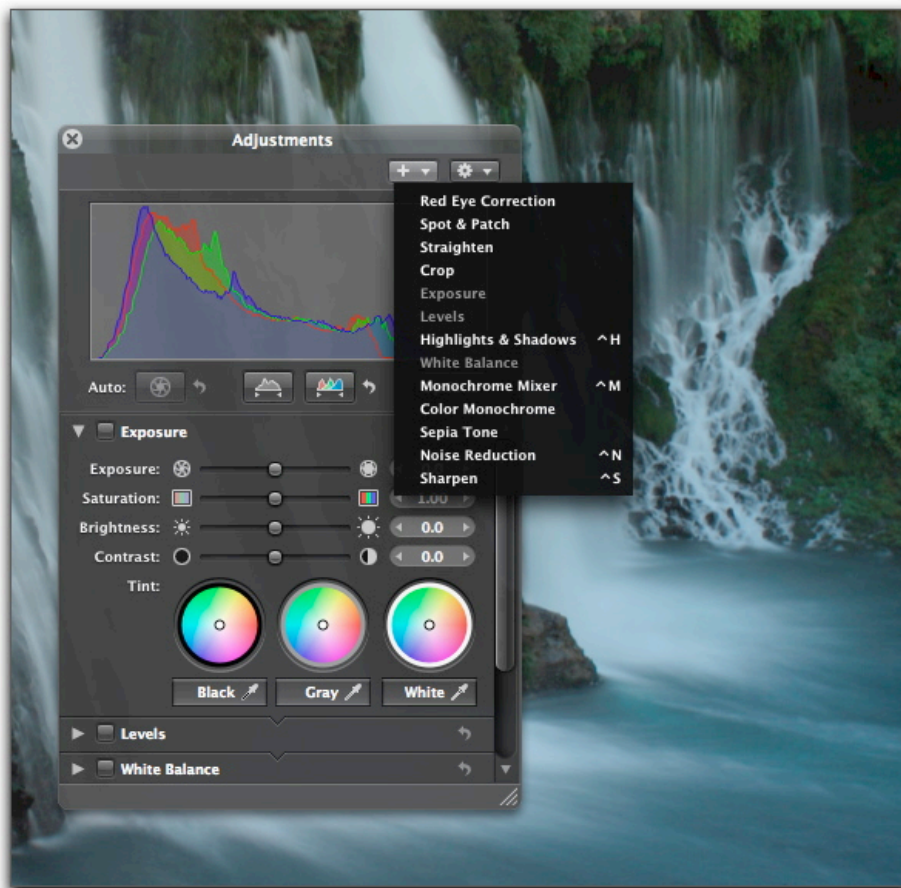 Adjustments
Red Eye Correction
Spot & Patch
Straighten
Crop
Exposure
Levels
Highlights & Shadows ^H
White Balance
Monochrome Mixer ^M
Color Monochrome
Sepia Tone
Noise Reduction ^N
Sharpen ^S
Auto:
Exposure
Exposure:
Saturation: 1.00
Brightness: 0.0
Contrast: 0.0
Tint:
Black Gray White
Levels
White Balance